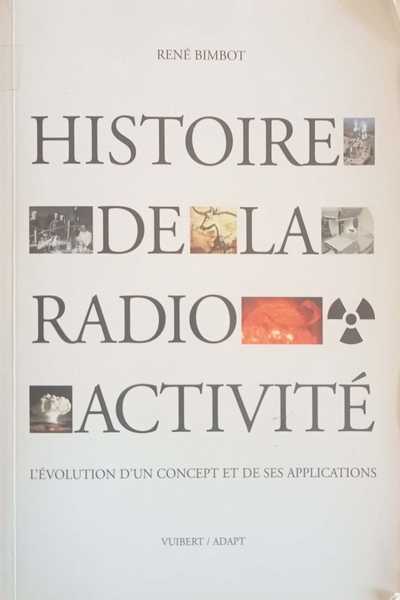 RENÉ BIMBOT
HISTOIRE
DE LA
RADIO
ACTIVITÉ
L'ÉVOLUTION D'UN CONCEPT ET DE SES APPLICATIONS
VUIBERT / ADAPT